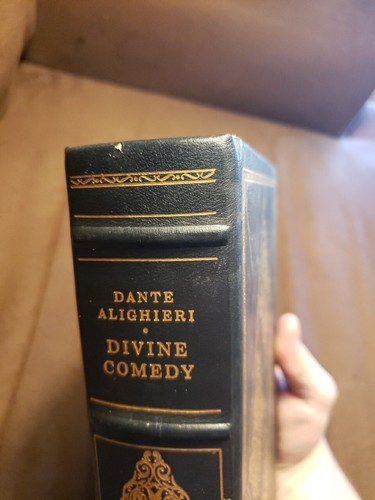 DANTE
ALIGHIERI
•
DIVINE
COMEDY